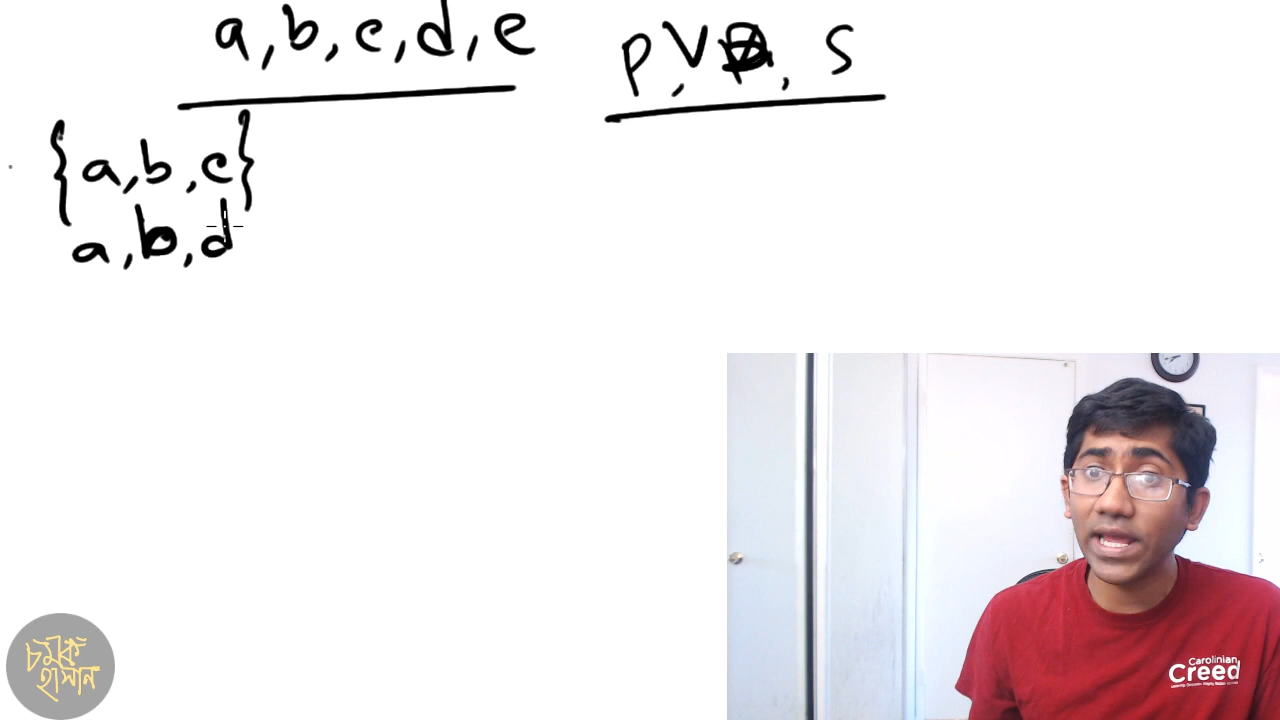 a, b, c, d, e
p, v, s
{a, b, c}
a, b, d
চমক
হাসান
Carolinian
Creed